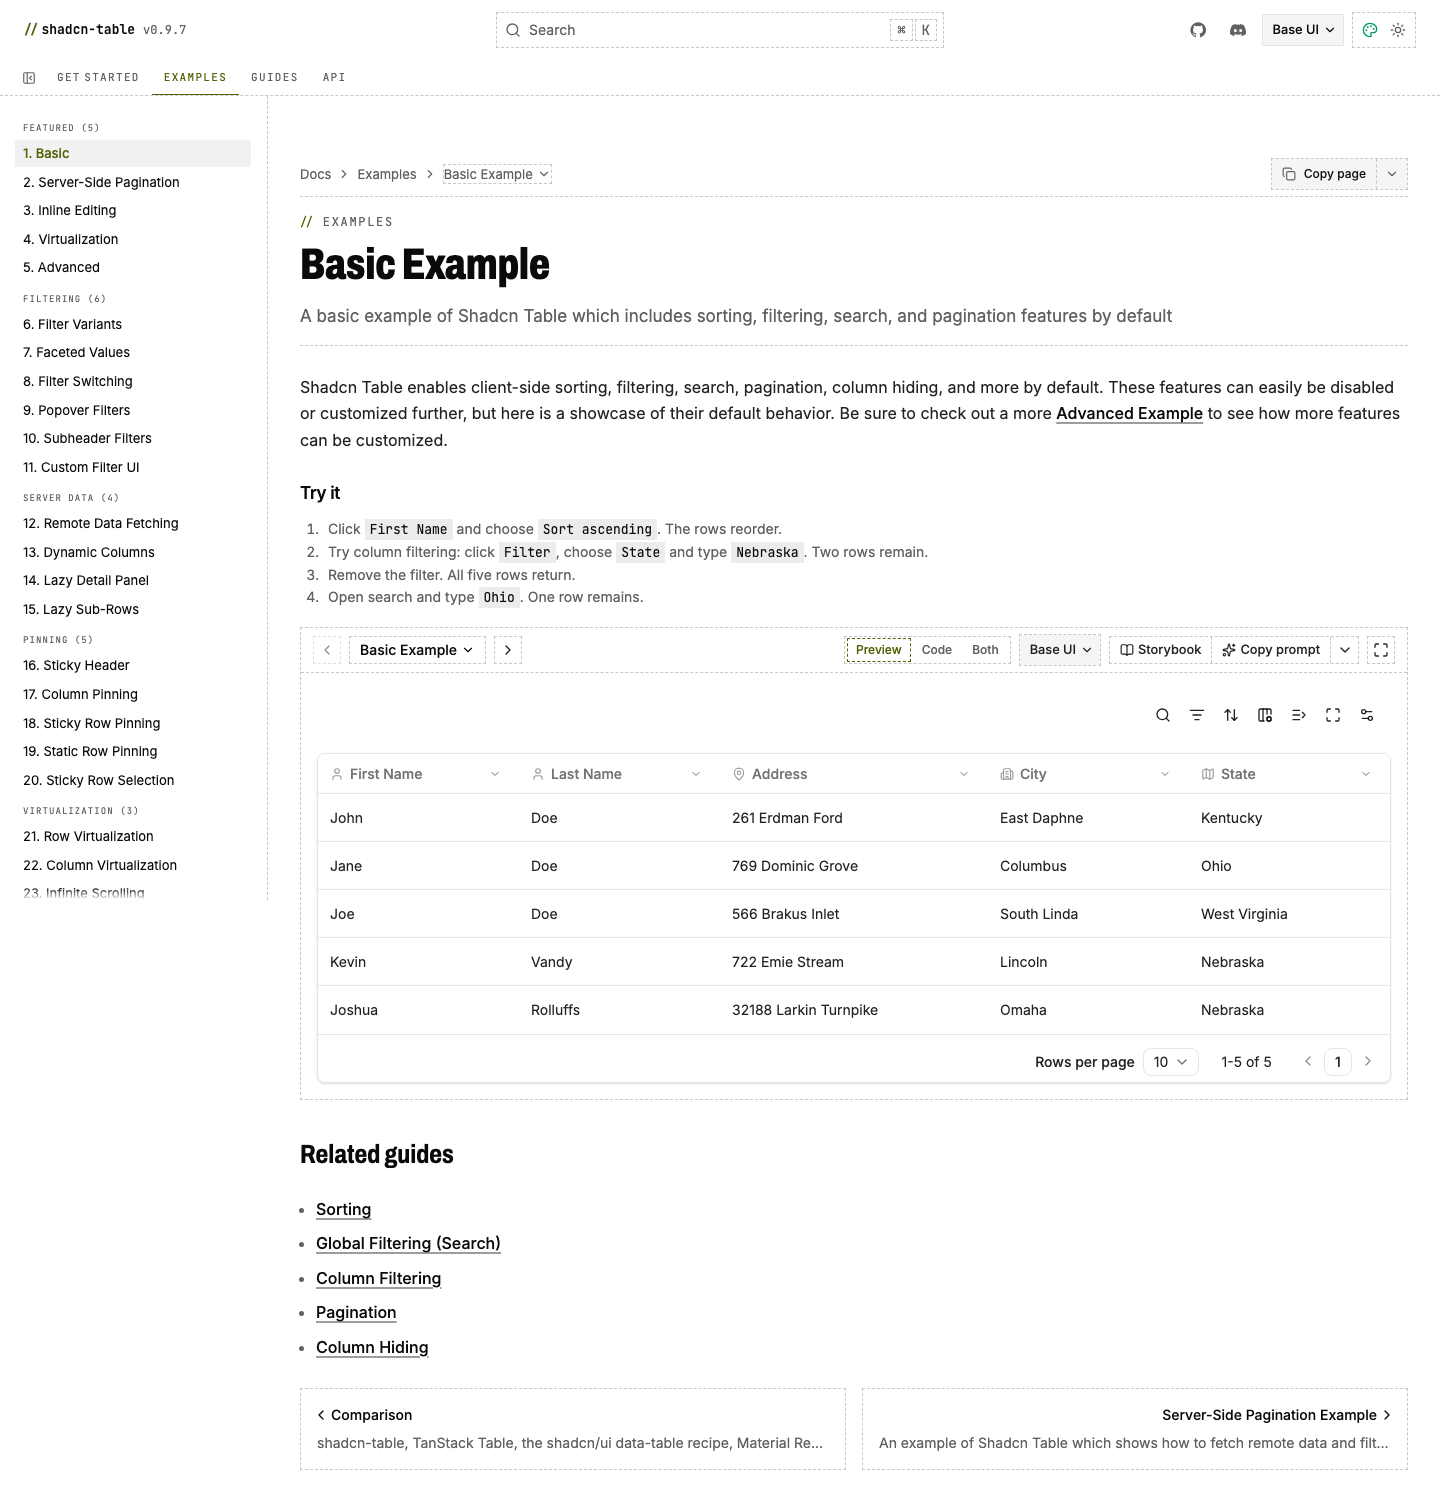 // shadcn-table v0.9.7
Search
⌘ K
Base UI
GET STARTED
EXAMPLES
GUIDES
API
FEATURED (5)
1. Basic
2. Server-Side Pagination
3. Inline Editing
4. Virtualization
5. Advanced
FILTERING (6)
6. Filter Variants
7. Faceted Values
8. Filter Switching
9. Popover Filters
10. Subheader Filters
11. Custom Filter UI
SERVER DATA (4)
12. Remote Data Fetching
13. Dynamic Columns
14. Lazy Detail Panel
15. Lazy Sub-Rows
PINNING (5)
16. Sticky Header
17. Column Pinning
18. Sticky Row Pinning
19. Static Row Pinning
20. Sticky Row Selection
VIRTUALIZATION (3)
21. Row Virtualization
22. Column Virtualization
23. Infinite Scrolling
Docs > Examples > Basic Example
Copy page
// EXAMPLES
Basic Example
A basic example of Shadcn Table which includes sorting, filtering, search, and pagination features by default
Shadcn Table enables client-side sorting, filtering, search, pagination, column hiding, and more by default. These features can easily be disabled
or customized further, but here is a showcase of their default behavior. Be sure to check out a more Advanced Example to see how more features
can be customized.
Try it
1. Click First Name and choose Sort ascending. The rows reorder.
2. Try column filtering: click Filter, choose State and type Nebraska. Two rows remain.
3. Remove the filter. All five rows return.
4. Open search and type Ohio. One row remains.
Basic Example
Preview Code Both
Base UI
Storybook
Copy prompt
First Name Last Name Address City State
John Doe 261 Erdman Ford East Daphne Kentucky
Jane Doe 769 Dominic Grove Columbus Ohio
Joe Doe 566 Brakus Inlet South Linda West Virginia
Kevin Vandy 722 Emie Stream Lincoln Nebraska
Joshua Rolluffs 32188 Larkin Turnpike Omaha Nebraska
Rows per page 10 1-5 of 5 1
Related guides
• Sorting
• Global Filtering (Search)
• Column Filtering
• Pagination
• Column Hiding
Comparison
shadcn-table, TanStack Table, the shadcn/ui data-table recipe, Material Re...
Server-Side Pagination Example
An example of Shadcn Table which shows how to fetch remote data and filt...